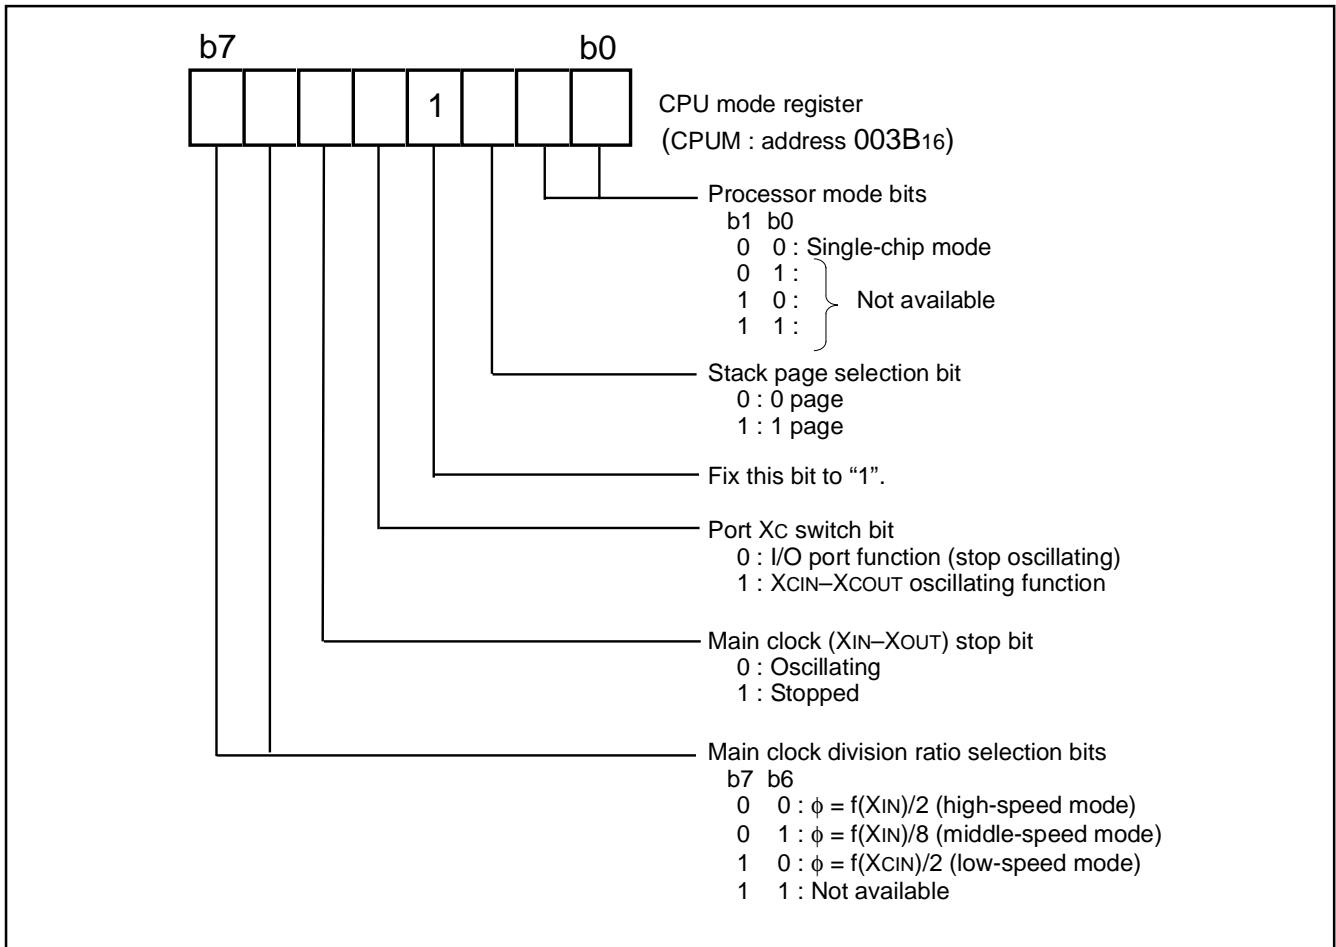 b7 b0
1
CPU mode register
(CPUM : address 003B16)
Processor mode bits
b1 b0
0 0 : Single-chip mode
0 1 :
1 0 : Not available
1 1 :
Stack page selection bit
0 : 0 page
1 : 1 page
Fix this bit to “1”.
Port XC switch bit
0 : I/O port function (stop oscillating)
1 : XCIN–XCOUT oscillating function
Main clock (XIN–XOUT) stop bit
0 : Oscillating
1 : Stopped
Main clock division ratio selection bits
b7 b6
0 0 : ϕ = f(XIN)/2 (high-speed mode)
0 1 : ϕ = f(XIN)/8 (middle-speed mode)
1 0 : ϕ = f(XCIN)/2 (low-speed mode)
1 1 : Not available